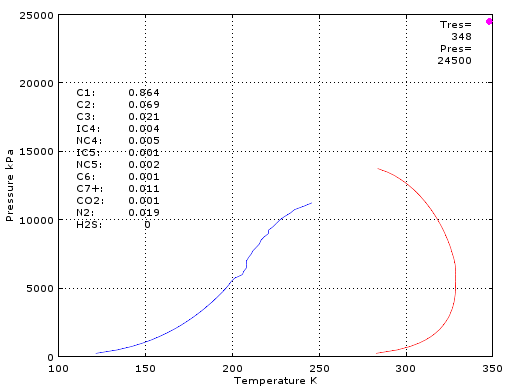 25000
20000
15000
10000
5000
0
Pressure kPa
Tres=
348
Pres=
24500
C1: 0.864
C2: 0.069
C3: 0.021
IC4: 0.004
NC4: 0.005
IC5: 0.001
NC5: 0.002
C6: 0.001
C7+: 0.011
CO2: 0.001
N2: 0.019
H2S: 0
100 150 200 250 300 350
Temperature K